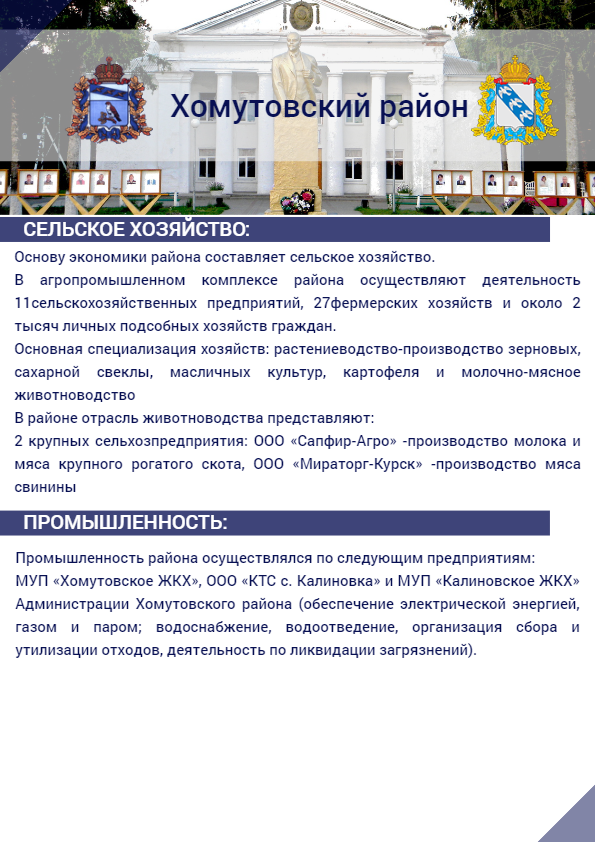 Хомутовский район
СЕЛЬСКОЕ ХОЗЯЙСТВО:
Основу экономики района составляет сельское хозяйство.
В агропромышленном комплексе района осуществляют деятельность
11сельскохозяйственных предприятий, 27фермерских хозяйств и около 2
тысяч личных подсобных хозяйств граждан.
Основная специализация хозяйств: растениеводство-производство зерновых,
сахарной свеклы, масличных культур, картофеля и молочно-мясное
животноводство
В районе отрасль животноводства представляют:
2 крупных сельхозпредприятия: ООО «Сапфир-Агро» -производство молока и
мяса крупного рогатого скота, ООО «Мираторг-Курск» -производство мяса
свинины
ПРОМЫШЛЕННОСТЬ:
Промышленность района осуществлялся по следующим предприятиям:
МУП «Хомутовское ЖКХ», ООО «КТС с. Калиновка» и МУП «Калиновское ЖКХ»
Администрации Хомутовского района (обеспечение электрической энергией,
газом и паром; водоснабжение, водоотведение, организация сбора и
утилизации отходов, деятельность по ликвидации загрязнений).